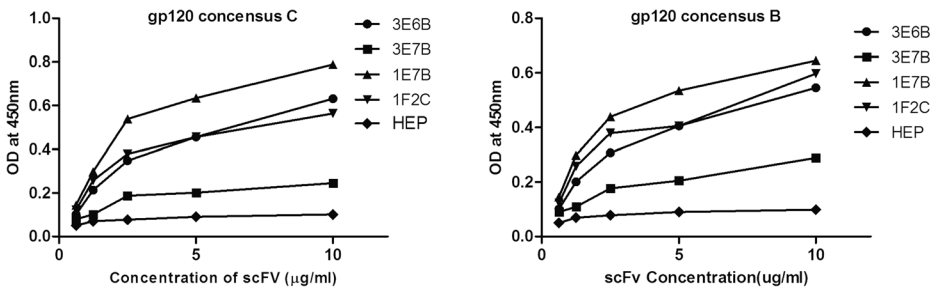 gp120 concensus C
OD at 450nm
1.0
0.8
0.6
0.4
0.2
0.0
0
5
10
Concentration of scFV (μg/ml)
3E6B
3E7B
1E7B
1F2C
HEP
gp120 concensus B
OD at 450nm
0.8
0.6
0.4
0.2
0.0
0
5
10
scFv Concentration(ug/ml)
3E6B
3E7B
1E7B
1F2C
HEP